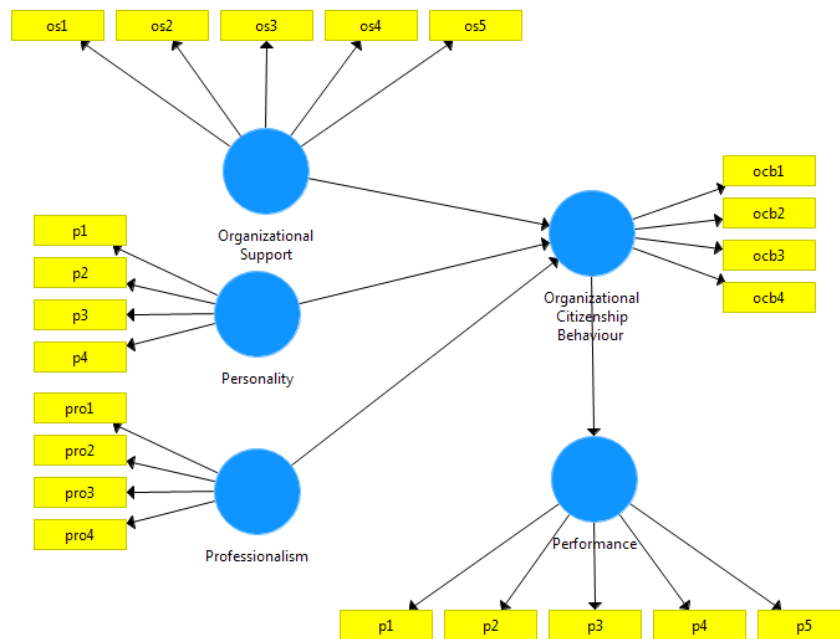 os1
os2
os3
os4
os5
Organizational
Support
ocb1
ocb2
ocb3
ocb4
Organizational
Citizenship
Behaviour
p1
p2
p3
p4
Personality
pro1
pro2
pro3
pro4
Professionalism
Performance
p1
p2
p3
p4
p5